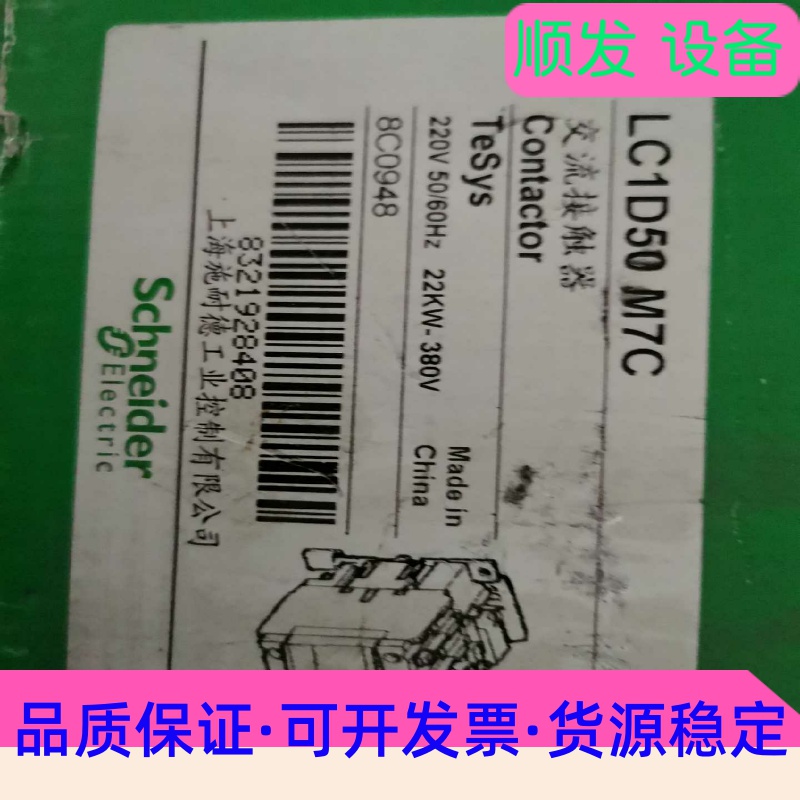 顺发 设备
LC1D50 M7C
交流接触器
Contactor
TeSys
220V 50/60Hz 22KW-380V
Made in
China
8C0948
8321928408
上海施耐德工业控制有限公司
Schneider
Electric
品质保证·可开发票·货源稳定